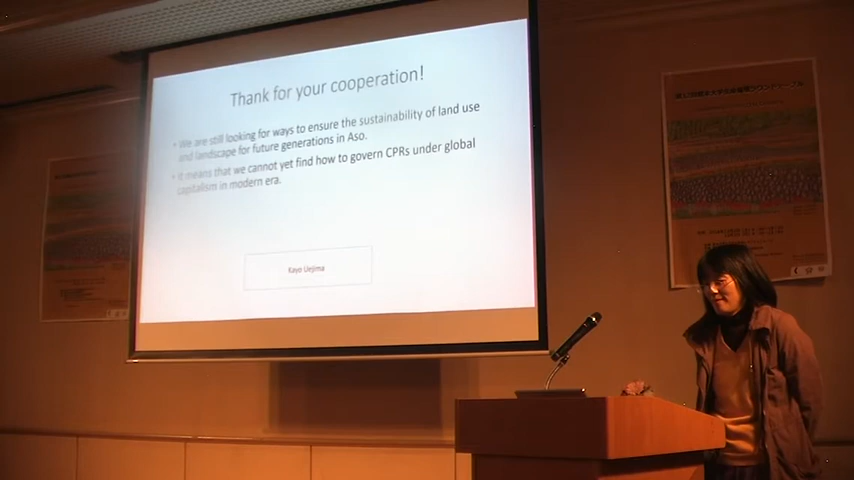 Thank for your cooperation!
• We are still looking for ways to ensure the sustainability of land use
and landscape for future generations in Aso.
• It means that we cannot yet find how to govern CPRs under global
capitalism in modern era.
Kayo Uejima